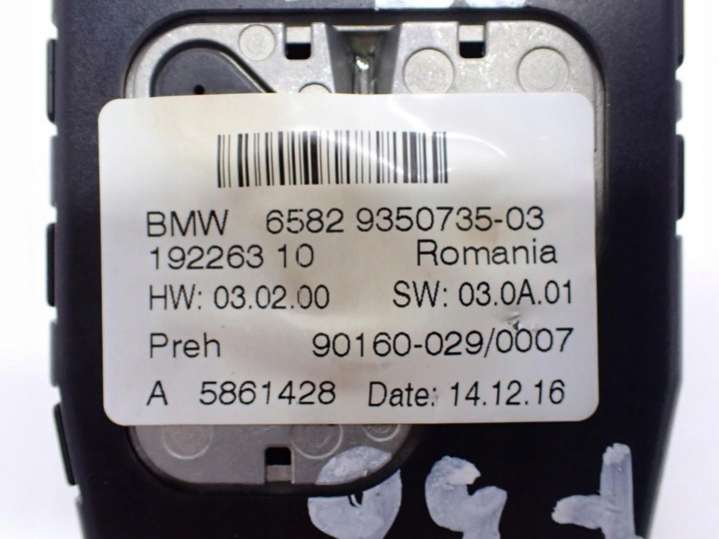 BMW 6582 9350735-03
192263 10 Romania
HW: 03.02.00 SW: 03.0A.01
Preh 90160-029/0007
A 5861428 Date: 14.12.16